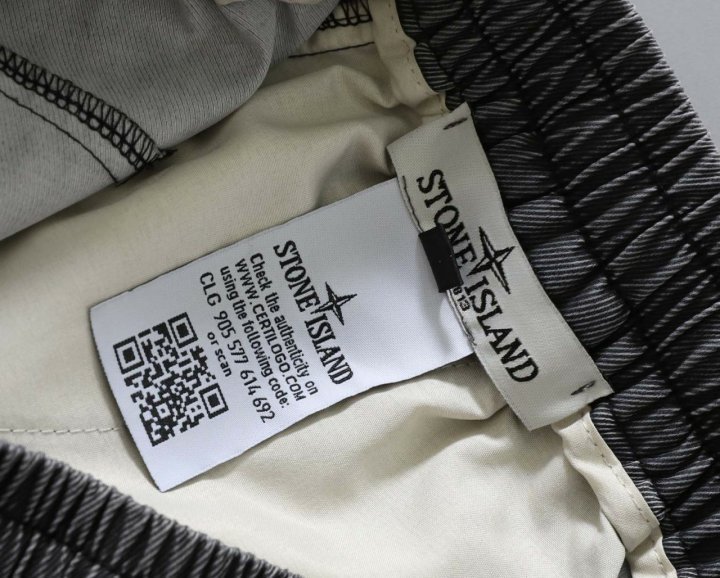 STONE ISLAND
STONE ISLAND
Check the authenticity on
WWW.CERTILOGO.COM
using the following code:
CLG 905 577 614 692
or scan